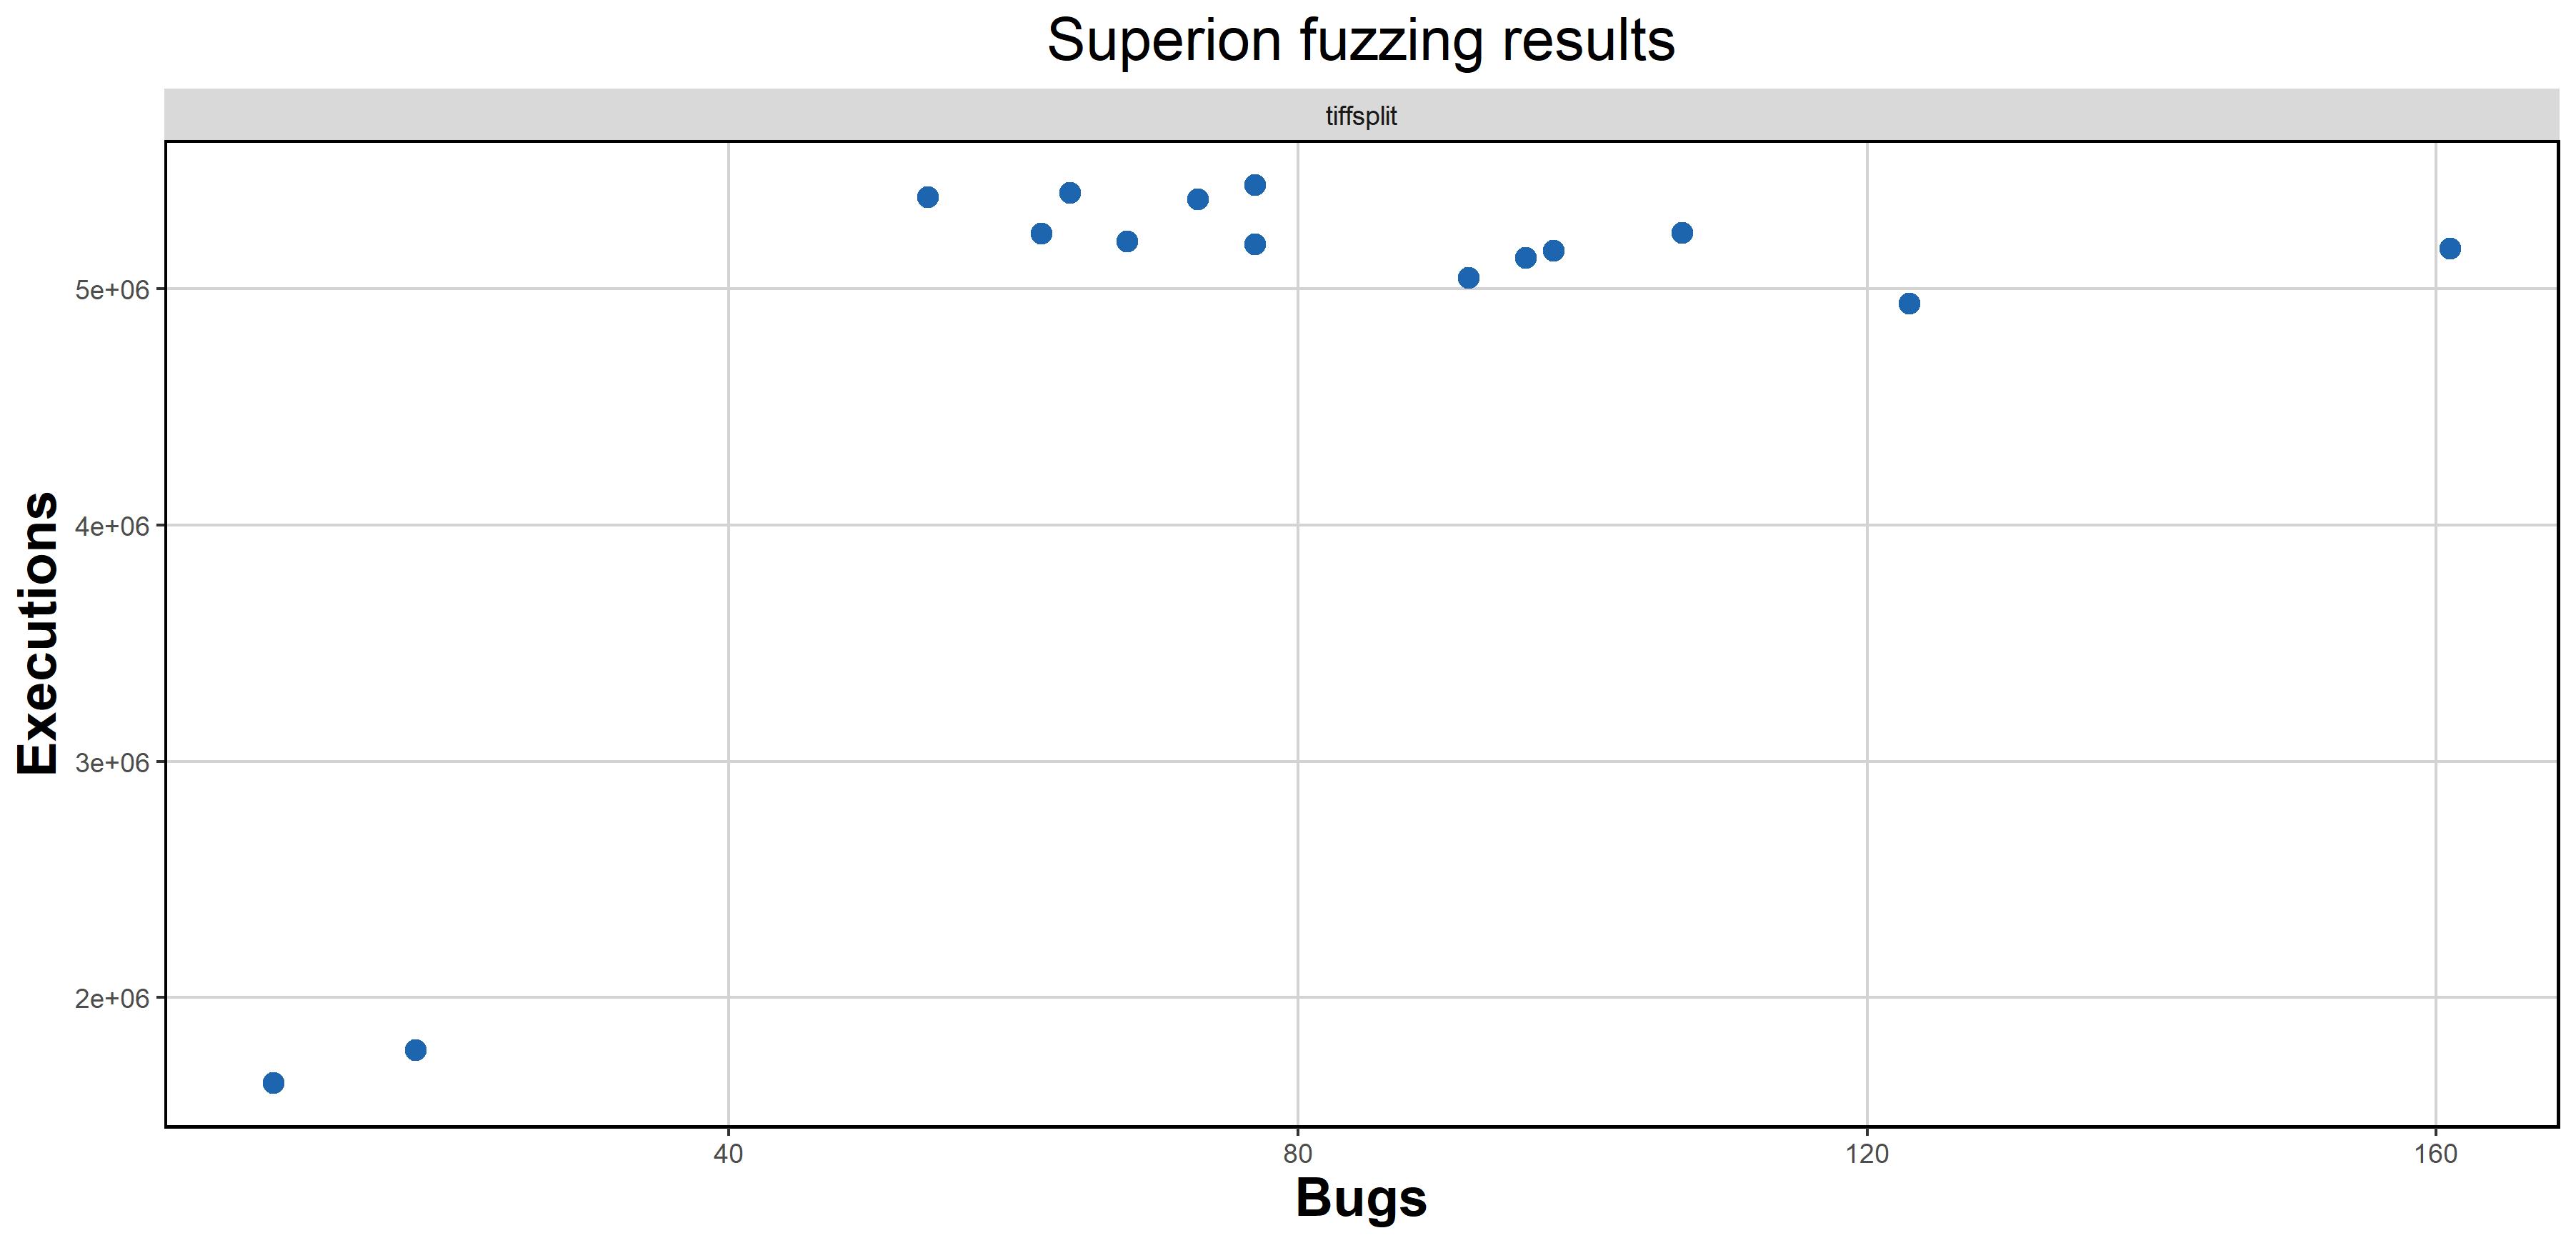 Superion fuzzing results
tiffsplit
Executions
5e+06
4e+06
3e+06
2e+06
40 80 120 160
Bugs